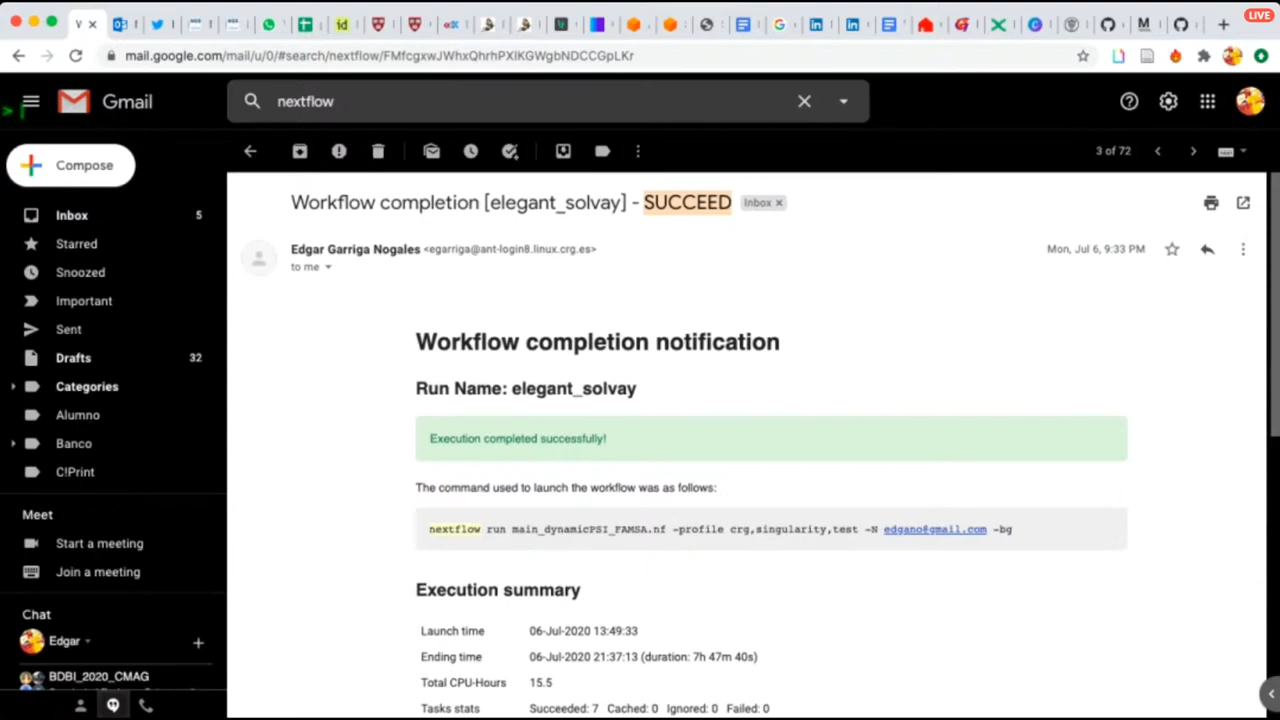 LIVE
mail.google.com/mail/u/0/#search/nextflow/FMfcgxwJWhxQhrhPXlKGWgbNDCCGpLKr
Gmail
nextflow
Compose
3 of 72
Inbox 5
Starred
Snoozed
Important
Sent
Drafts 32
Categories
Alumno
Banco
C!Print
Meet
Start a meeting
Join a meeting
Chat
Edgar
BDBI_2020_CMAG
Workflow completion [elegant_solvay] - SUCCEED Inbox ×
Edgar Garriga Nogales <egarriga@ant-login8.linux.crg.es>
Mon, Jul 6, 9:33 PM
to me
Workflow completion notification
Run Name: elegant_solvay
Execution completed successfully!
The command used to launch the workflow was as follows:
nextflow run main_dynamicPSI_FAMSA.nf -profile crg,singularity,test -N edgano@gmail.com -bg
Execution summary
Launch time 06-Jul-2020 13:49:33
Ending time 06-Jul-2020 21:37:13 (duration: 7h 47m 40s)
Total CPU-Hours 15.5
Tasks stats Succeeded: 7 Cached: 0 Ignored: 0 Failed: 0